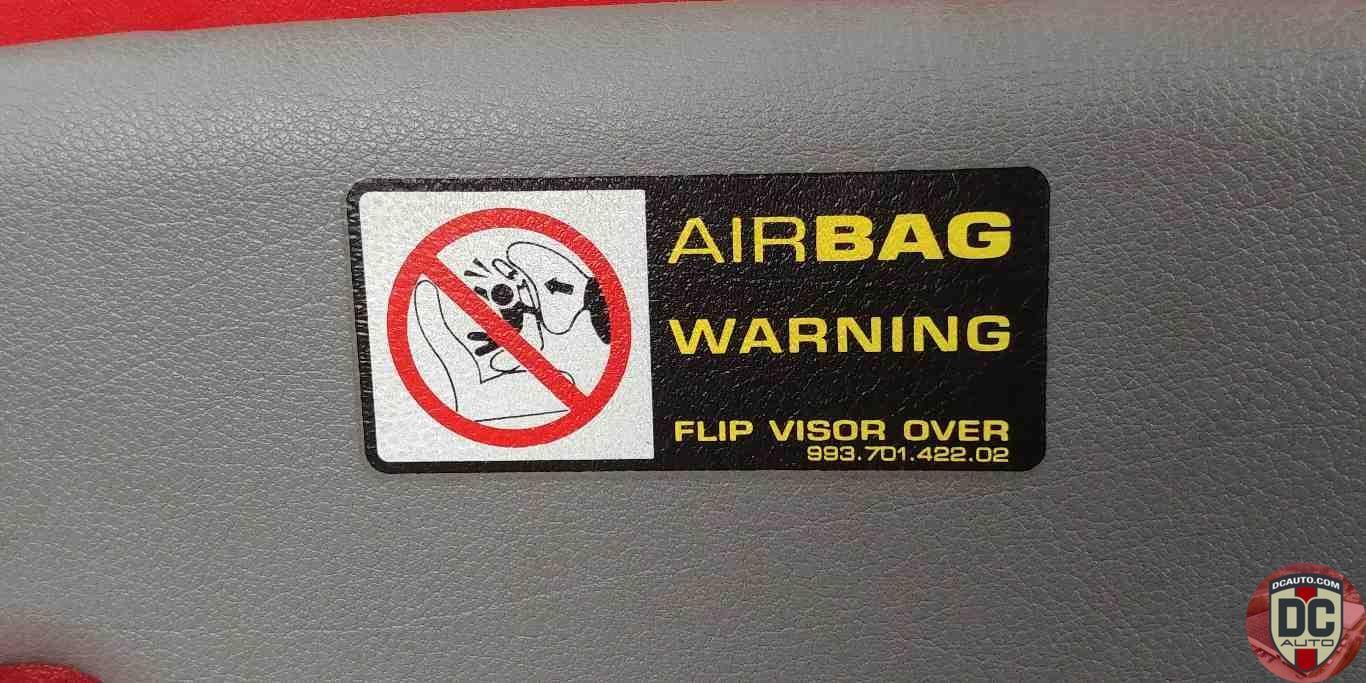 AIRBAG
WARNING
FLIP VISOR OVER
993.701.422.02
DCAUTO.COM
DC
AUTO